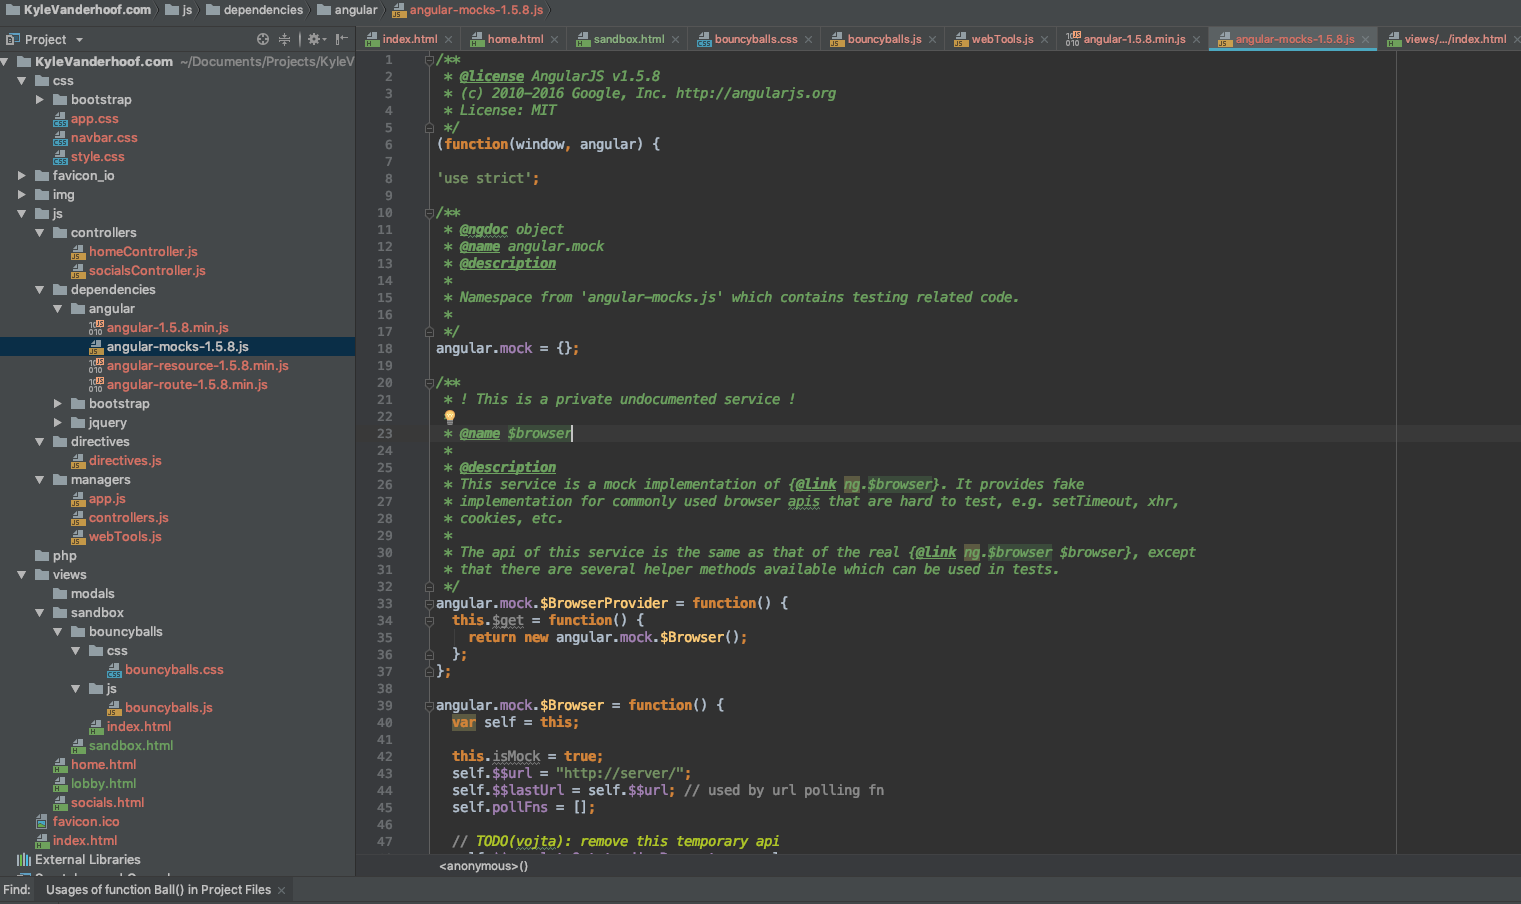 KyleVanderhoof.com js dependencies angular angular-mocks-1.5.8.js
Project
index.html home.html sandbox.html bouncyballs.css bouncyballs.js webTools.js angular-1.5.8.min.js angular-mocks-1.5.8.js views/.../index.html
KyleVanderhoof.com ~/Documents/Projects/KyleV
css
bootstrap
app.css
navbar.css
style.css
favicon_io
img
js
controllers
homeController.js
socialsController.js
dependencies
angular
angular-1.5.8.min.js
angular-mocks-1.5.8.js
angular-resource-1.5.8.min.js
angular-route-1.5.8.min.js
bootstrap
jquery
directives
directives.js
managers
app.js
controllers.js
webTools.js
php
views
modals
sandbox
bouncyballs
css
bouncyballs.css
js
bouncyballs.js
index.html
sandbox.html
home.html
lobby.html
socials.html
favicon.ico
index.html
External Libraries
1 /**
2 * @license AngularJS v1.5.8
3 * (c) 2010-2016 Google, Inc. http://angularjs.org
4 * License: MIT
5 */
6 (function(window, angular) {
7
8 'use strict';
9
10 /**
11 * @ngdoc object
12 * @name angular.mock
13 * @description
14 *
15 * Namespace from 'angular-mocks.js' which contains testing related code.
16 *
17 */
18 angular.mock = {};
19
20 /**
21 * ! This is a private undocumented service !
22
23 * @name $browser
24 *
25 * @description
26 * This service is a mock implementation of {@link ng.$browser}. It provides fake
27 * implementation for commonly used browser apis that are hard to test, e.g. setTimeout, xhr,
28 * cookies, etc.
29 *
30 * The api of this service is the same as that of the real {@link ng.$browser $browser}, except
31 * that there are several helper methods available which can be used in tests.
32 */
33 angular.mock.$BrowserProvider = function() {
34 this.$get = function() {
35 return new angular.mock.$Browser();
36 };
37 };
38
39 angular.mock.$Browser = function() {
40 var self = this;
41
42 this.isMock = true;
43 self.$$url = "http://server/";
44 self.$$lastUrl = self.$$url; // used by url polling fn
45 self.pollFns = [];
46
47 // TODO(vojta): remove this temporary api
<anonymous>()
Find: Usages of function Ball() in Project Files